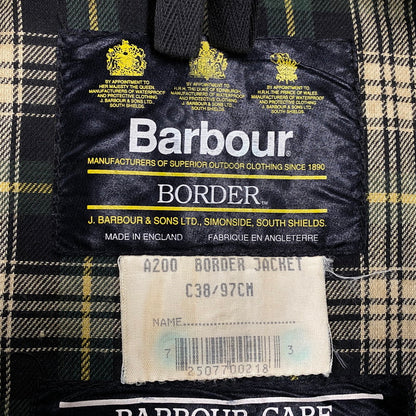 BY APPOINTMENT TO
HER MAJESTY THE QUEEN
MANUFACTURERS OF WATERPROOF
AND PROTECTIVE CLOTHING
J. BARBOUR & SONS LTD.,
SOUTH SHIELDS.
BY APPOINTMENT TO
H.R.H. THE DUKE OF EDINBURGH
MANUFACTURERS OF WATERPROOF
AND PROTECTIVE CLOTHING
J. BARBOUR & SONS LTD.
SOUTH SHIELDS
BY APPOINTMENT TO
H.R.H. THE PRINCE OF WALES
MANUFACTURERS OF WATERPROOF
AND PROTECTIVE CLOTHING
J. BARBOUR & SONS LTD.
SOUTH SHIELDS
Barbour
MANUFACTURERS OF SUPERIOR OUTDOOR CLOTHING SINCE 1890
BORDER™
J. BARBOUR & SONS LTD., SIMONSIDE, SOUTH SHIELDS.
MADE IN ENGLAND FABRIQUE EN ANGLETERRE
A200 BORDER JACKET
C38/97CM
NAME
7 3
2507700218
BARBOUR CARE